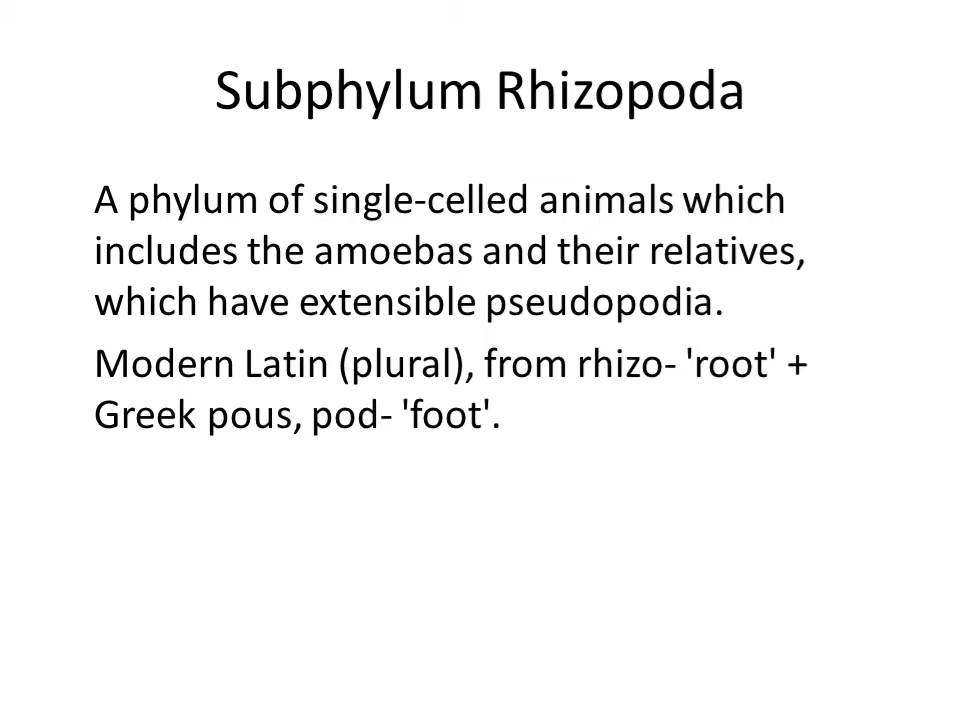 Subphylum Rhizopoda
A phylum of single-celled animals which
includes the amoebas and their relatives,
which have extensible pseudopodia.
Modern Latin (plural), from rhizo- 'root' +
Greek pous, pod- 'foot'.